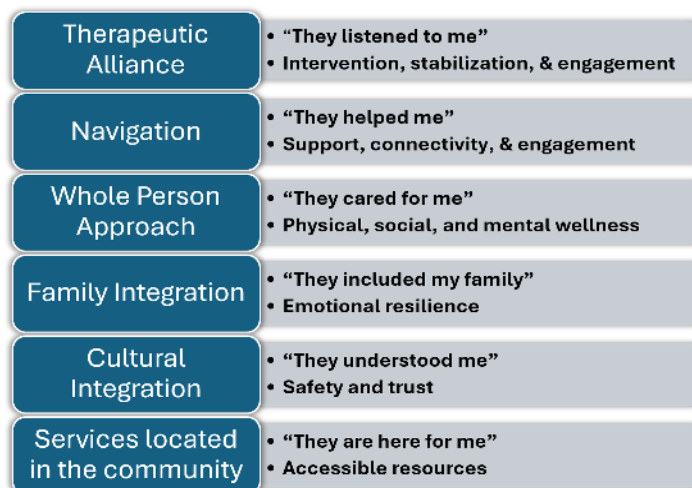 Therapeutic
Alliance
• “They listened to me”
• Intervention, stabilization, & engagement
Navigation
• “They helped me”
• Support, connectivity, & engagement
Whole Person
Approach
• “They cared for me”
• Physical, social, and mental wellness
Family Integration
• “They included my family”
• Emotional resilience
Cultural
Integration
• “They understood me”
• Safety and trust
Services located
in the community
• “They are here for me”
• Accessible resources